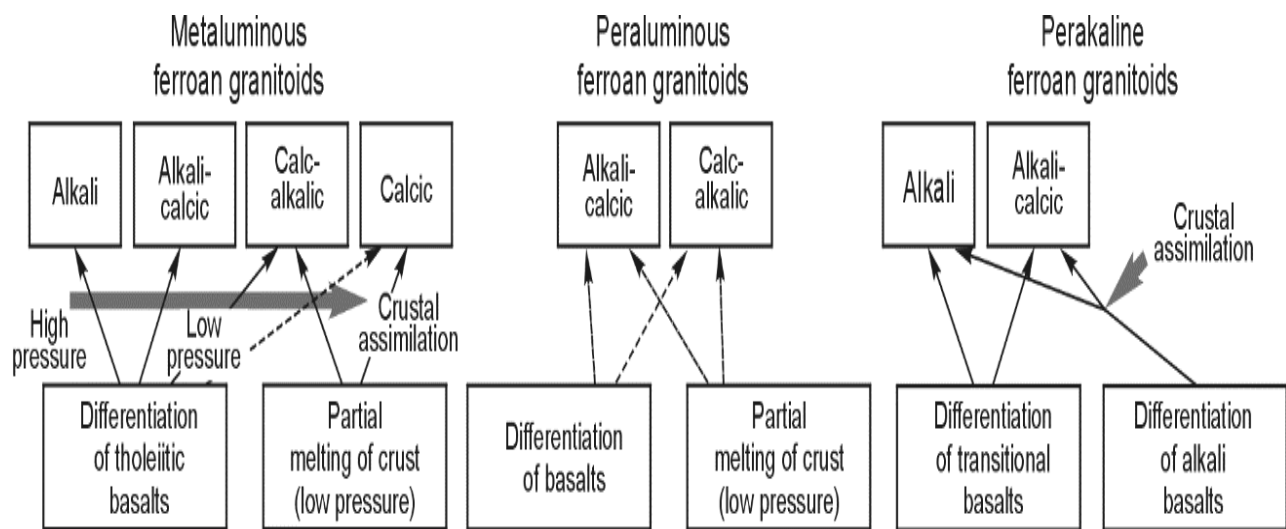 Metaluminous
ferroan granitoids
Peraluminous
ferroan granitoids
Perakaline
ferroan granitoids
Alkali
Alkali-
calcic
Calc-
alkalic
Calcic
Alkali-
calcic
Calc-
alkalic
Alkali
Alkali-
calcic
Crustal
assimilation
High
pressure
Low
pressure
Crustal
assimilation
Differentiation
of tholeiitic
basalts
Partial
melting of crust
(low pressure)
Differentiation
of basalts
Partial
melting of crust
(low pressure)
Differentiation
of transitional
basalts
Differentiation
of alkali
basalts